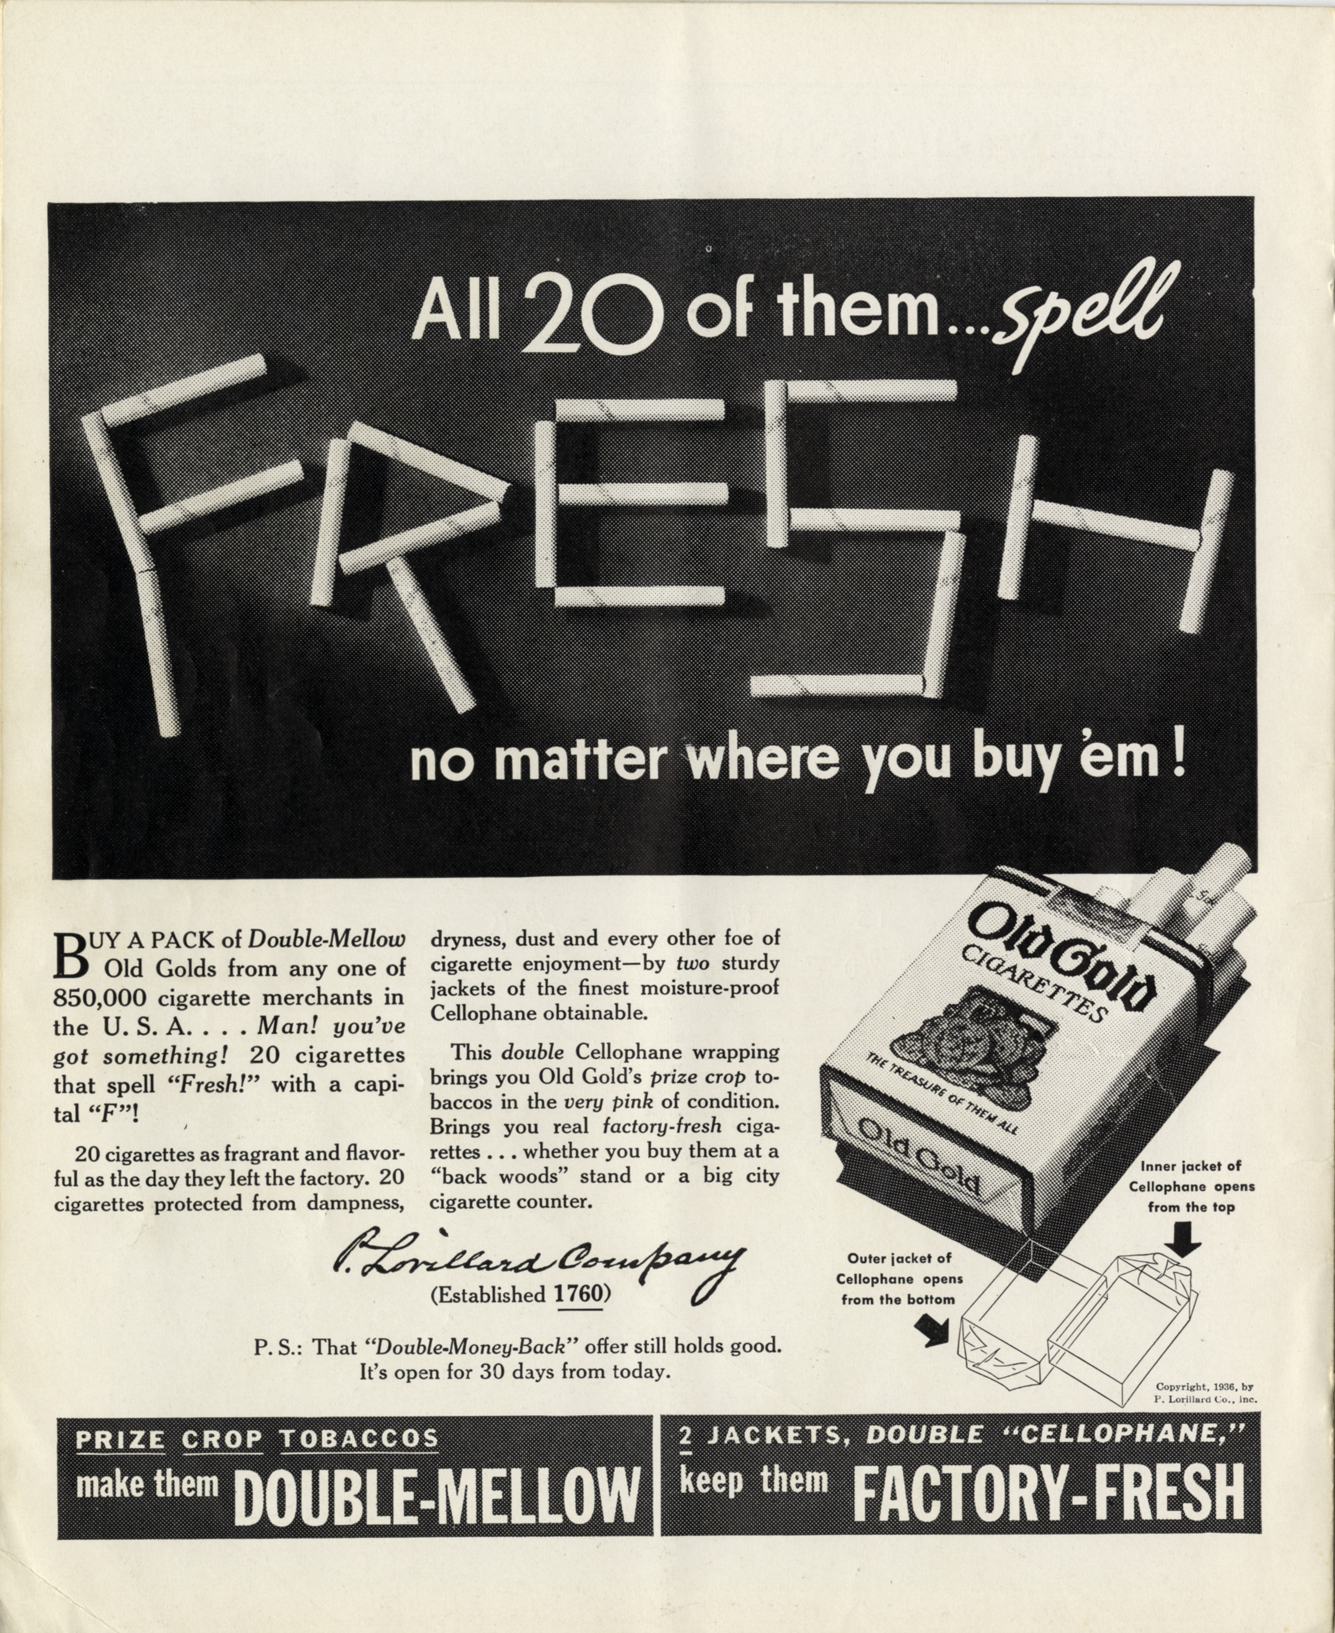 All 20 of them...spell
FRESH
no matter where you buy 'em!
BUY A PACK of Double-Mellow
Old Golds from any one of
850,000 cigarette merchants in
the U. S. A. . . . Man! you've
got something! 20 cigarettes
that spell "Fresh!" with a capi-
tal "F"!
20 cigarettes as fragrant and flavor-
ful as the day they left the factory. 20
cigarettes protected from dampness,
dryness, dust and every other foe of
cigarette enjoyment—by two sturdy
jackets of the finest moisture-proof
Cellophane obtainable.
This double Cellophane wrapping
brings you Old Gold's prize crop to-
baccos in the very pink of condition.
Brings you real factory-fresh ciga-
rettes . . . whether you buy them at a
"back woods" stand or a big city
cigarette counter.
P. Lorillard Company
(Established 1760)
P. S.: That "Double-Money-Back" offer still holds good.
It's open for 30 days from today.
Old Gold
CIGARETTES
THE TREASURE OF THEM ALL
Old Gold
Inner jacket of
Cellophane opens
from the top
Outer jacket of
Cellophane opens
from the bottom
Copyright, 1936, by
P. Lorillard Co., Inc.
PRIZE CROP TOBACCOS
make them DOUBLE-MELLOW
2 JACKETS, DOUBLE "CELLOPHANE,"
keep them FACTORY-FRESH